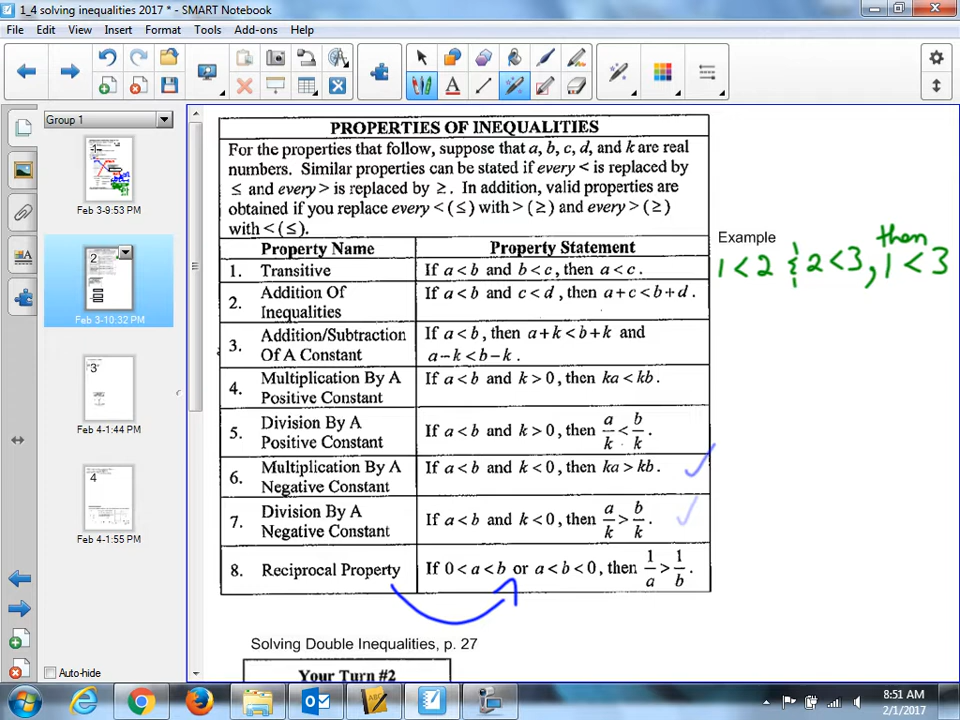 1_4 solving inequalities 2017 * - SMART Notebook
File Edit View Insert Format Tools Add-ons Help
Group 1
Feb 3-9:53 PM
2
Feb 3-10:32 PM
3
Feb 4-1:44 PM
4
Feb 4-1:55 PM
Auto-hide
PROPERTIES OF INEQUALITIES
For the properties that follow, suppose that a, b, c, d, and k are real
numbers. Similar properties can be stated if every < is replaced by
≤ and every > is replaced by ≥. In addition, valid properties are
obtained if you replace every < (≤) with > (≥) and every > (≥)
with < (≤).
Property Name Property Statement
1. Transitive If a < b and b < c, then a < c.
2. Addition Of Inequalities If a < b and c < d, then a+c < b+d.
3. Addition/Subtraction Of A Constant If a < b, then a+k < b+k and
a−k < b−k.
4. Multiplication By A Positive Constant If a < b and k > 0, then ka < kb.
5. Division By A Positive Constant If a < b and k > 0, then a/k < b/k.
6. Multiplication By A Negative Constant If a < b and k < 0, then ka > kb.
7. Division By A Negative Constant If a < b and k < 0, then a/k > b/k.
8. Reciprocal Property If 0 < a < b or a < b < 0, then 1/a > 1/b.
Example
then
1 < 2 & 2 < 3, 1 < 3
Solving Double Inequalities, p. 27
Your Turn #2
8:51 AM
2/1/2017